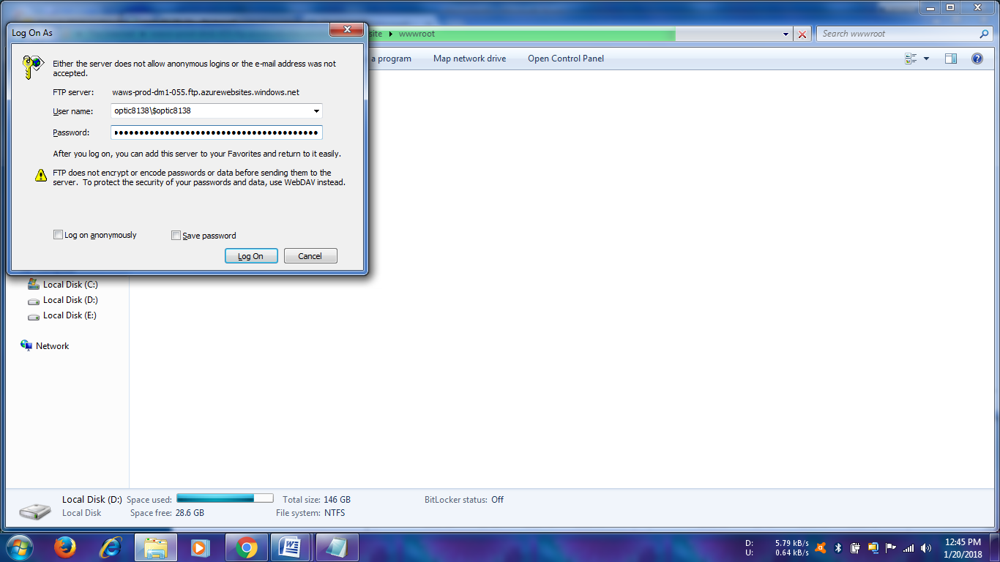 Log On As
site ▸ wwwroot
Search wwwroot
a program
Map network drive
Open Control Panel
Either the server does not allow anonymous logins or the e-mail address was not
accepted.
FTP server: waws-prod-dm1-055.ftp.azurewebsites.windows.net
User name: optic8138\$optic8138
Password: ••••••••••••••••••••••••••••••••••••••••
After you log on, you can add this server to your Favorites and return to it easily.
FTP does not encrypt or encode passwords or data before sending them to the
server. To protect the security of your passwords and data, use WebDAV instead.
Log on anonymously
Save password
Log On
Cancel
Local Disk (C:)
Local Disk (D:)
Local Disk (E:)
Network
Local Disk (D:) Space used: Total size: 146 GB BitLocker status: Off
Local Disk Space free: 28.6 GB File system: NTFS
D: 5.79 kB/s
U: 0.64 kB/s
12:45 PM
1/20/2018